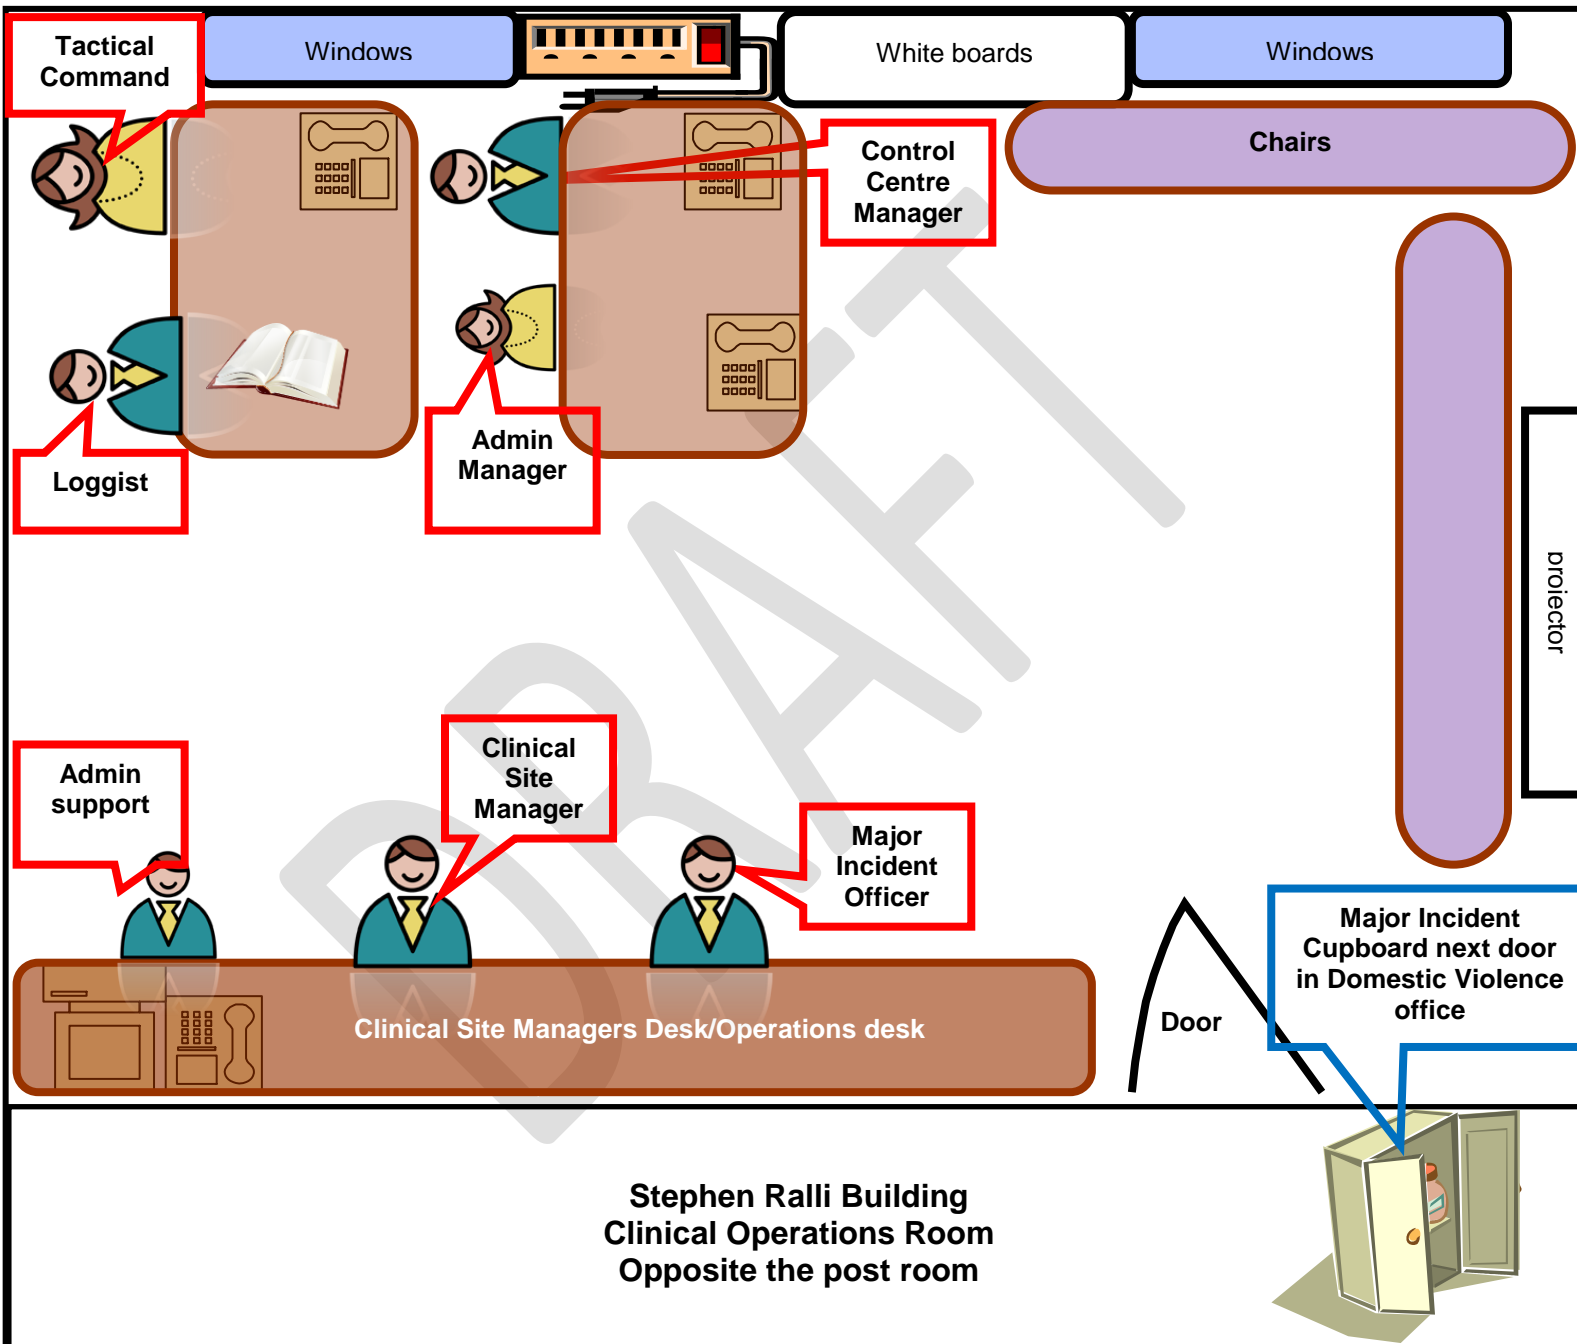 Tactical
Command
Windows
White boards
Windows
Control
Centre
Manager
Chairs
Loggist
Admin
Manager
projector
Admin
support
Clinical
Site
Manager
Major
Incident
Officer
Major Incident
Cupboard next door
in Domestic Violence
office
Door
Clinical Site Managers Desk/Operations desk
DRAFT
Stephen Ralli Building
Clinical Operations Room
Opposite the post room